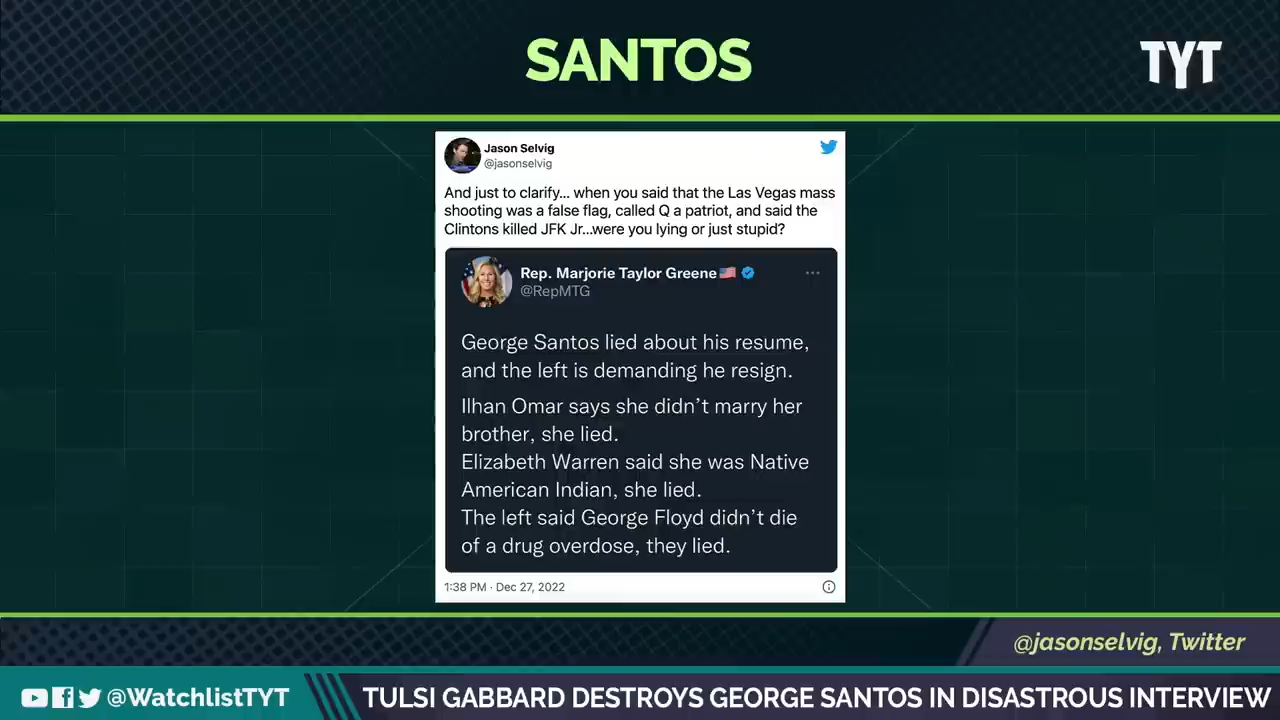 SANTOS
TYT
Jason Selvig
@jasonselvig
And just to clarify... when you said that the Las Vegas mass
shooting was a false flag, called Q a patriot, and said the
Clintons killed JFK Jr...were you lying or just stupid?
Rep. Marjorie Taylor Greene🇺🇸
@RepMTG
George Santos lied about his resume,
and the left is demanding he resign.
Ilhan Omar says she didn’t marry her
brother, she lied.
Elizabeth Warren said she was Native
American Indian, she lied.
The left said George Floyd didn’t die
of a drug overdose, they lied.
1:38 PM · Dec 27, 2022
@jasonselvig, Twitter
@WatchlistTYT
TULSI GABBARD DESTROYS GEORGE SANTOS IN DISASTROUS INTERVIEW